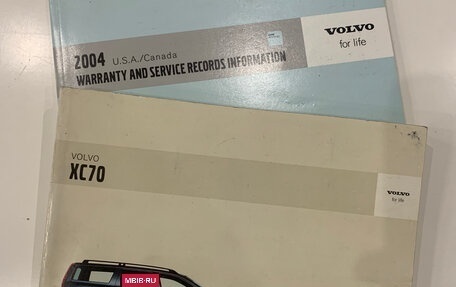 VOLVO
for life
2004 U.S.A./Canada
WARRANTY AND SERVICE RECORDS INFORMATION
VOLVO
XC70
VOLVO
for life
MBIB.RU